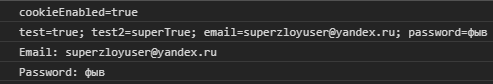 cookieEnabled=true
test=true; test2=superTrue; email=superzloyuser@yandex.ru; password=фыв
Email: superzloyuser@yandex.ru
Password: фыв